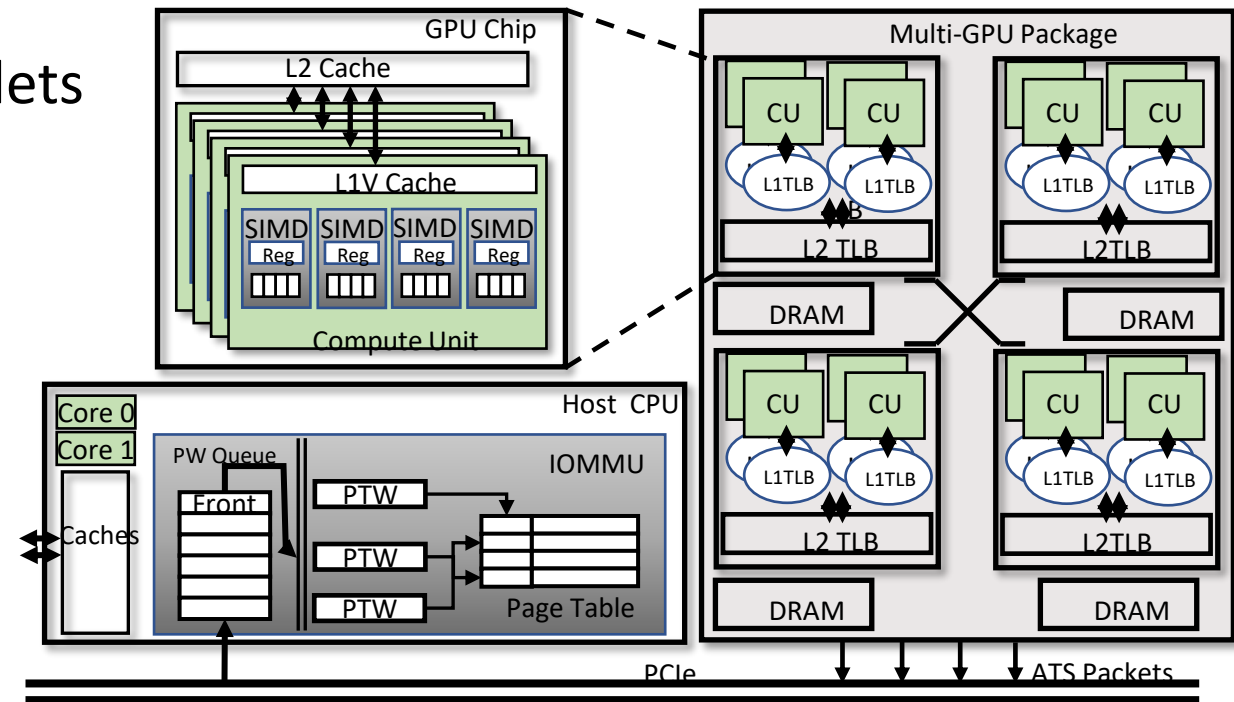 lets
GPU Chip
L2 Cache
L1V Cache
SIMD SIMD SIMD SIMD
Reg Reg Reg Reg
Compute Unit
Multi-GPU Package
CU CU CU CU
L1TLB L1TLB L1TLB L1TLB
B
L2 TLB L2TLB
DRAM DRAM
CU CU CU CU
L1TLB L1TLB L1TLB L1TLB
L2 TLB L2TLB
DRAM DRAM
Host CPU
Core 0
Core 1
Caches
PW Queue
IOMMU
Front
PTW
PTW
PTW
Page Table
PCIe
ATS Packets